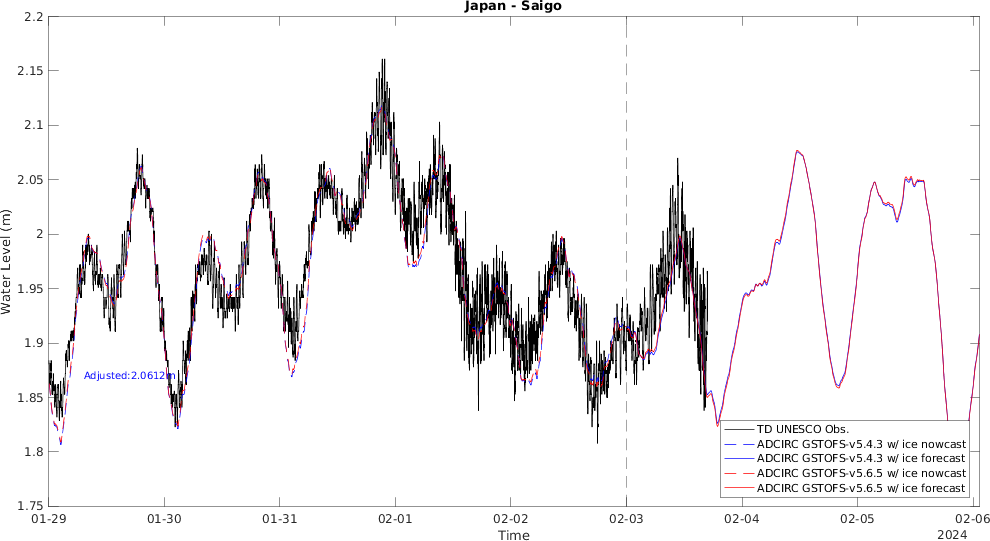 Japan - Saigo
2.2
2.15
2.1
2.05
2
1.95
1.9
1.85
1.8
1.75
Water Level (m)
Adjusted:2.0612m
TD UNESCO Obs.
ADCIRC GSTOFS-v5.4.3 w/ ice nowcast
ADCIRC GSTOFS-v5.4.3 w/ ice forecast
ADCIRC GSTOFS-v5.6.5 w/ ice nowcast
ADCIRC GSTOFS-v5.6.5 w/ ice forecast
01-29 01-30 01-31 02-01 02-02 02-03 02-04 02-05 02-06
Time
2024